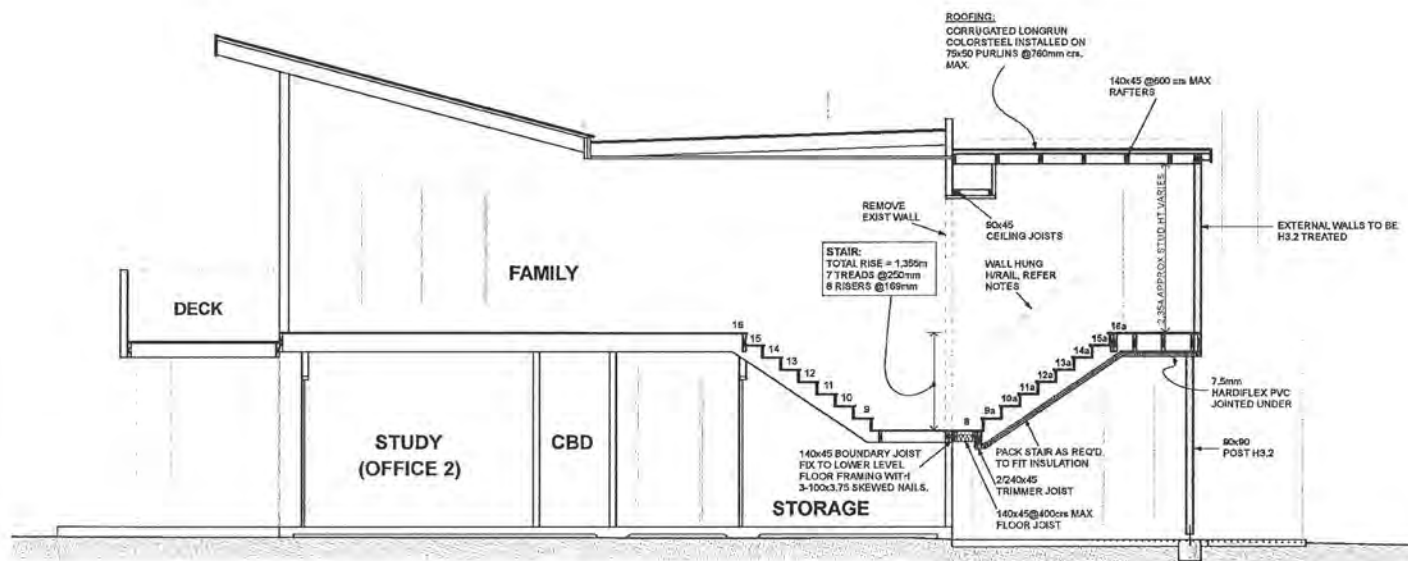 ROOFING:
CORRUGATED LONGRUN
COLORSTEEL INSTALLED ON
75x50 PURLINS @760mm crs.
MAX.
140x45 @600 crs MAX
RAFTERS
REMOVE
EXIST WALL
90x45
CEILING JOISTS
2,354 APPROX STUD HT VARIES
EXTERNAL WALLS TO BE
H3.2 TREATED
STAIR:
TOTAL RISE = 1,355m
7 TREADS @250mm
8 RISERS @169mm
WALL HUNG
H/RAIL, REFER
NOTES
FAMILY
DECK
16
15
14
13
12
11
10
9
8
9a
10a
11a
12a
13a
14a
15a
16a
7.5mm
HARDIFLEX PVC
JOINTED UNDER
STUDY
(OFFICE 2)
CBD
STORAGE
140x45 BOUNDARY JOIST
FIX TO LOWER LEVEL
FLOOR FRAMING WITH
3-100x3.75 SKEWED NAILS.
PACK STAIR AS REQ'D.
TO FIT INSULATION
2/240x45
TRIMMER JOIST
140x45@400crs MAX
FLOOR JOIST
90x90
POST H3.2